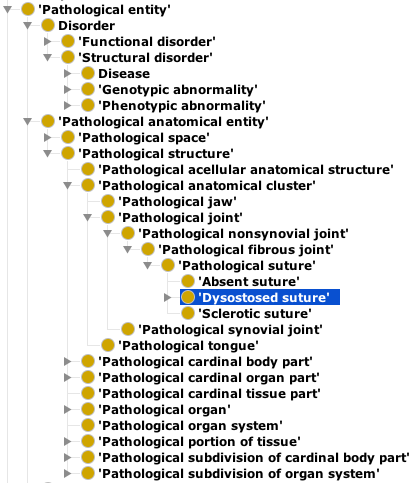 'Pathological entity'
Disorder
'Functional disorder'
'Structural disorder'
Disease
'Genotypic abnormality'
'Phenotypic abnormality'
'Pathological anatomical entity'
'Pathological space'
'Pathological structure'
'Pathological acellular anatomical structure'
'Pathological anatomical cluster'
'Pathological jaw'
'Pathological joint'
'Pathological nonsynovial joint'
'Pathological fibrous joint'
'Pathological suture'
'Absent suture'
'Dysostosed suture'
'Sclerotic suture'
'Pathological synovial joint'
'Pathological tongue'
'Pathological cardinal body part'
'Pathological cardinal organ part'
'Pathological cardinal tissue part'
'Pathological organ'
'Pathological organ system'
'Pathological portion of tissue'
'Pathological subdivision of cardinal body part'
'Pathological subdivision of organ system'